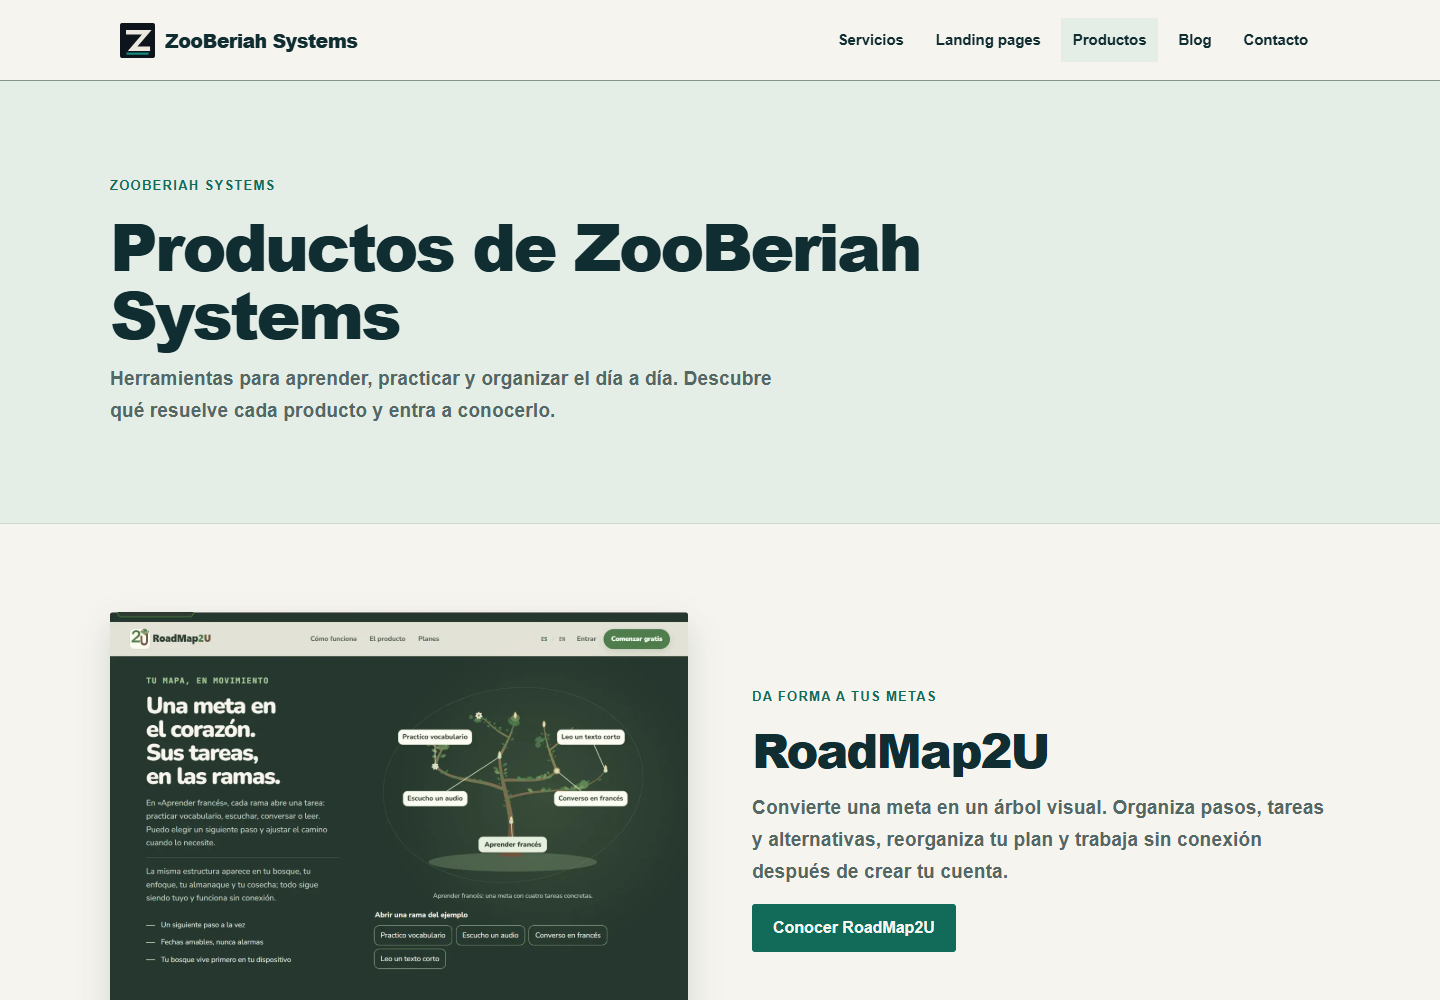 ZooBeriah Systems
Servicios
Landing pages
Productos
Blog
Contacto
ZOOBERIAH SYSTEMS
Productos de ZooBeriah
Systems
Herramientas para aprender, practicar y organizar el día a día. Descubre
qué resuelve cada producto y entra a conocerlo.
2U RoadMap2U
Cómo funciona
El producto
Planes
ES
EN
Entrar
Comenzar gratis
TU MAPA, EN MOVIMIENTO
Una meta en
el corazón.
Sus tareas,
en las ramas.
En «Aprender francés», cada rama abre una tarea:
practicar vocabulario, escuchar, conversar o leer.
Puedo elegir un siguiente paso y ajustar el camino
cuando lo necesite.
La misma estructura aparece en tu bosque, tu
enfoque, tu almanaque y tu cosecha; todo sigue
siendo tuyo y funciona sin conexión.
— Un siguiente paso a la vez
— Fechas amables, nunca alarmas
— Tu bosque vive primero en tu dispositivo
Practico vocabulario
Leo un texto corto
Escucho un audio
Converso en francés
Aprender francés
Aprender francés: una meta con cuatro tareas concretas.
Abrir una rama del ejemplo
Practico vocabulario
Escucho un audio
Converso en francés
Leo un texto corto
DA FORMA A TUS METAS
RoadMap2U
Convierte una meta en un árbol visual. Organiza pasos, tareas
y alternativas, reorganiza tu plan y trabaja sin conexión
después de crear tu cuenta.
Conocer RoadMap2U